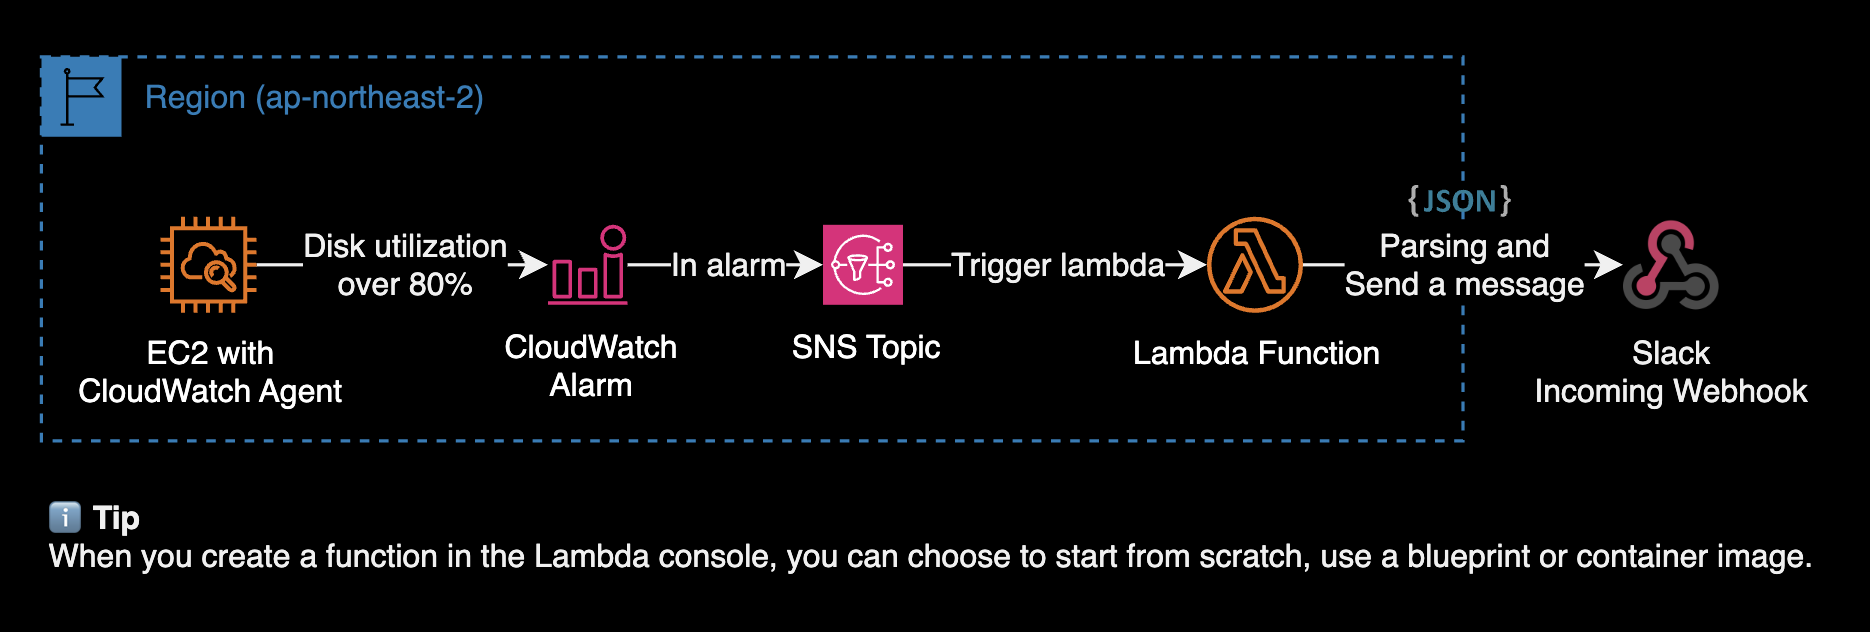 Region (ap-northeast-2)
{JSON}
Disk utilization
over 80%
In alarm
Trigger lambda
Parsing and
Send a message
EC2 with
CloudWatch Agent
CloudWatch
Alarm
SNS Topic
Lambda Function
Slack
Incoming Webhook
i Tip
When you create a function in the Lambda console, you can choose to start from scratch, use a blueprint or container image.